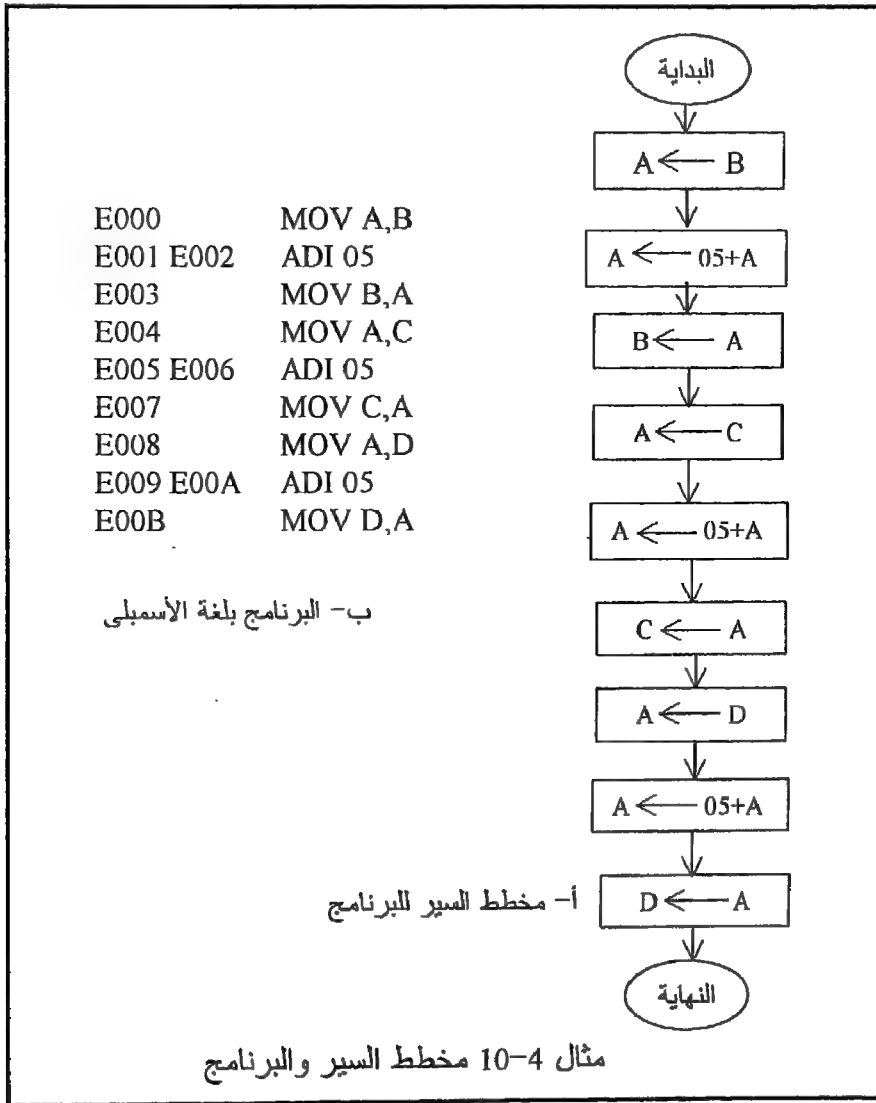 البداية
A ← B
A ← 05+A
B ← A
A ← C
A ← 05+A
C ← A
A ← D
A ← 05+A
D ← A
النهاية
أ- مخطط السير للبرنامج
E000 MOV A,B
E001 E002 ADI 05
E003 MOV B,A
E004 MOV A,C
E005 E006 ADI 05
E007 MOV C,A
E008 MOV A,D
E009 E00A ADI 05
E00B MOV D,A
ب- البرنامج بلغة الأسمبلى
مثال 4-10 مخطط السير والبرنامج